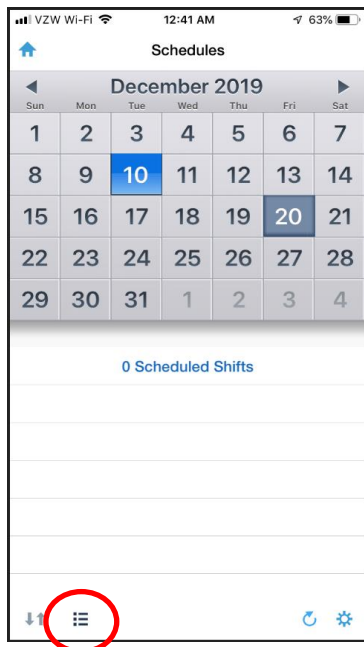 VZW Wi-Fi 12:41 AM 63%
Schedules
December 2019
Sun Mon Tue Wed Thu Fri Sat
1 2 3 4 5 6 7
8 9 10 11 12 13 14
15 16 17 18 19 20 21
22 23 24 25 26 27 28
29 30 31 1 2 3 4
0 Scheduled Shifts